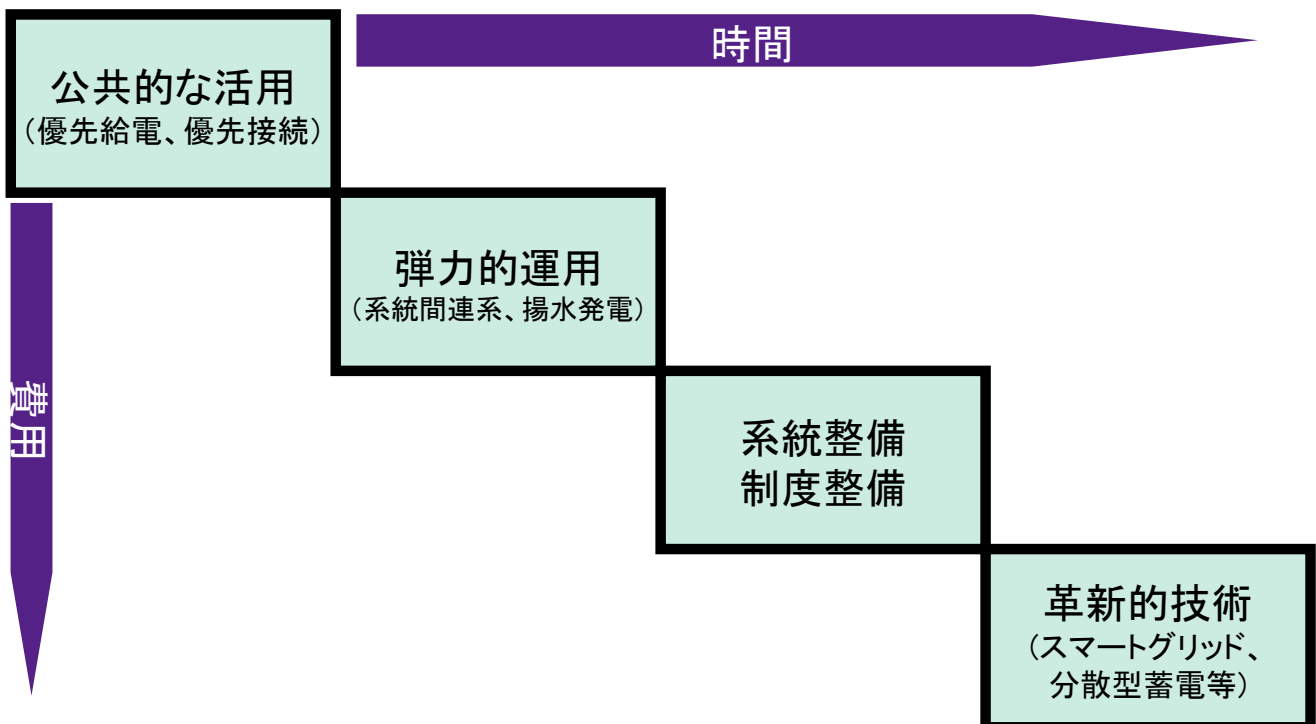 時間
公共的な活用
（優先給電、優先接続）
弾力的運用
（系統間連系、揚水発電）
費用
系統整備
制度整備
革新的技術
（スマートグリッド、
分散型蓄電等）